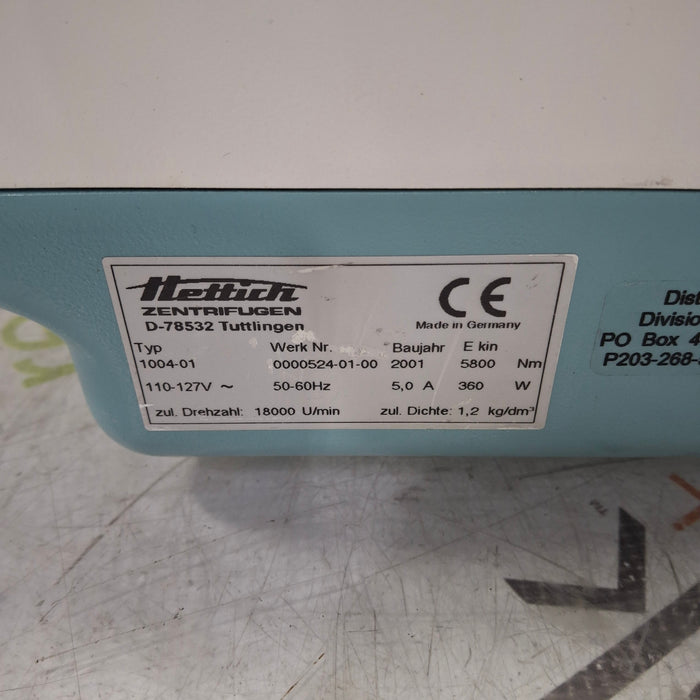 Hettich
ZENTRIFUGEN
D-78532 Tuttlingen
CE
Made in Germany
Typ Werk Nr. Baujahr E kin
1004-01 0000524-01-00 2001 5800 Nm
110-127V ~ 50-60Hz 5,0 A 360 W
zul. Drehzahl: 18000 U/min zul. Dichte: 1,2 kg/dm³
Dist
Division
PO Box 4
P203-268-
TM